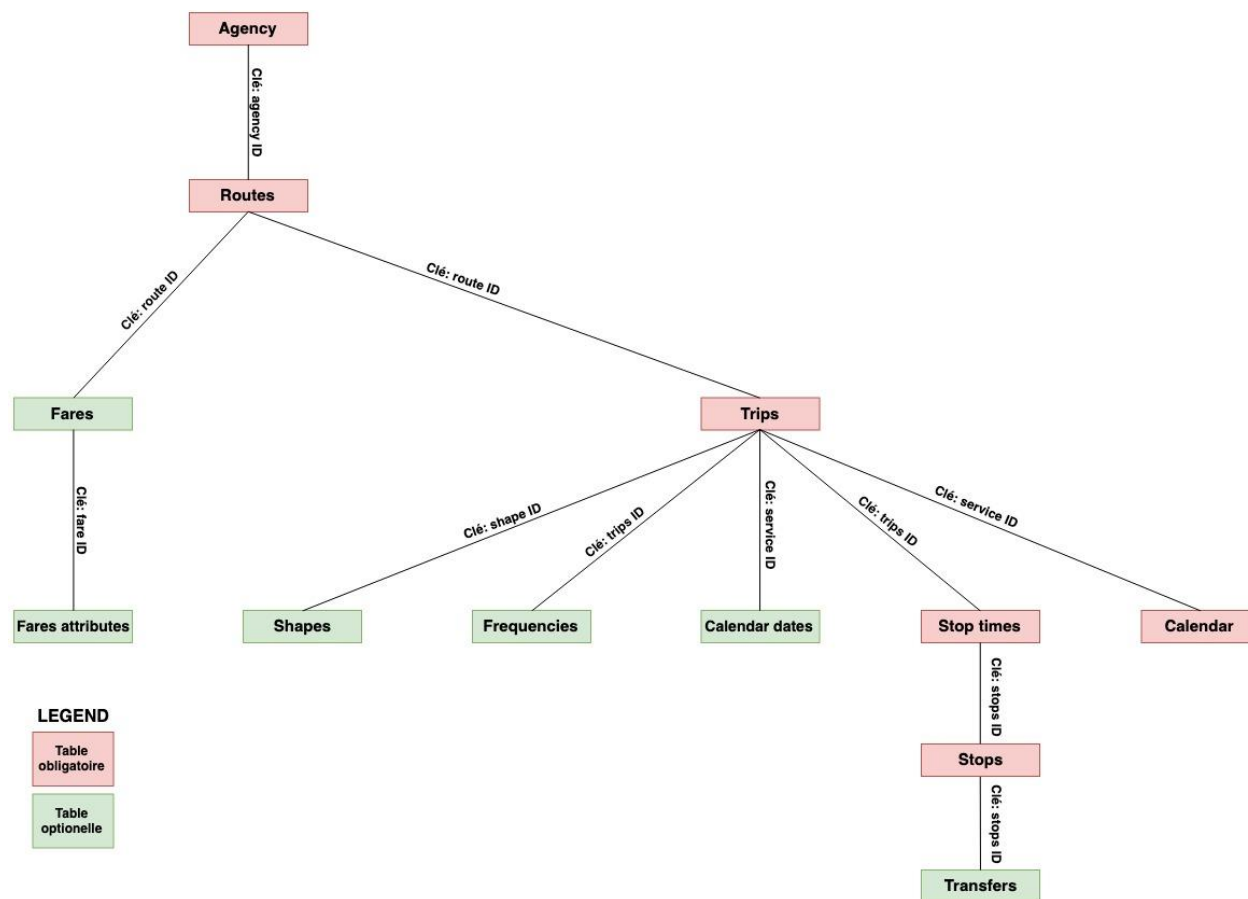 Agency
Clé: agency ID
Routes
Clé: route ID
Clé: route ID
Fares
Trips
Clé: fare ID
Clé: shape ID
Clé: trips ID
Clé: service ID
Clé: trips ID
Clé: service ID
Fares attributes
Shapes
Frequencies
Calendar dates
Stop times
Calendar
Clé: stops ID
LEGEND
Table
obligatoire
Stops
Table
optionelle
Clé: stops ID
Transfers